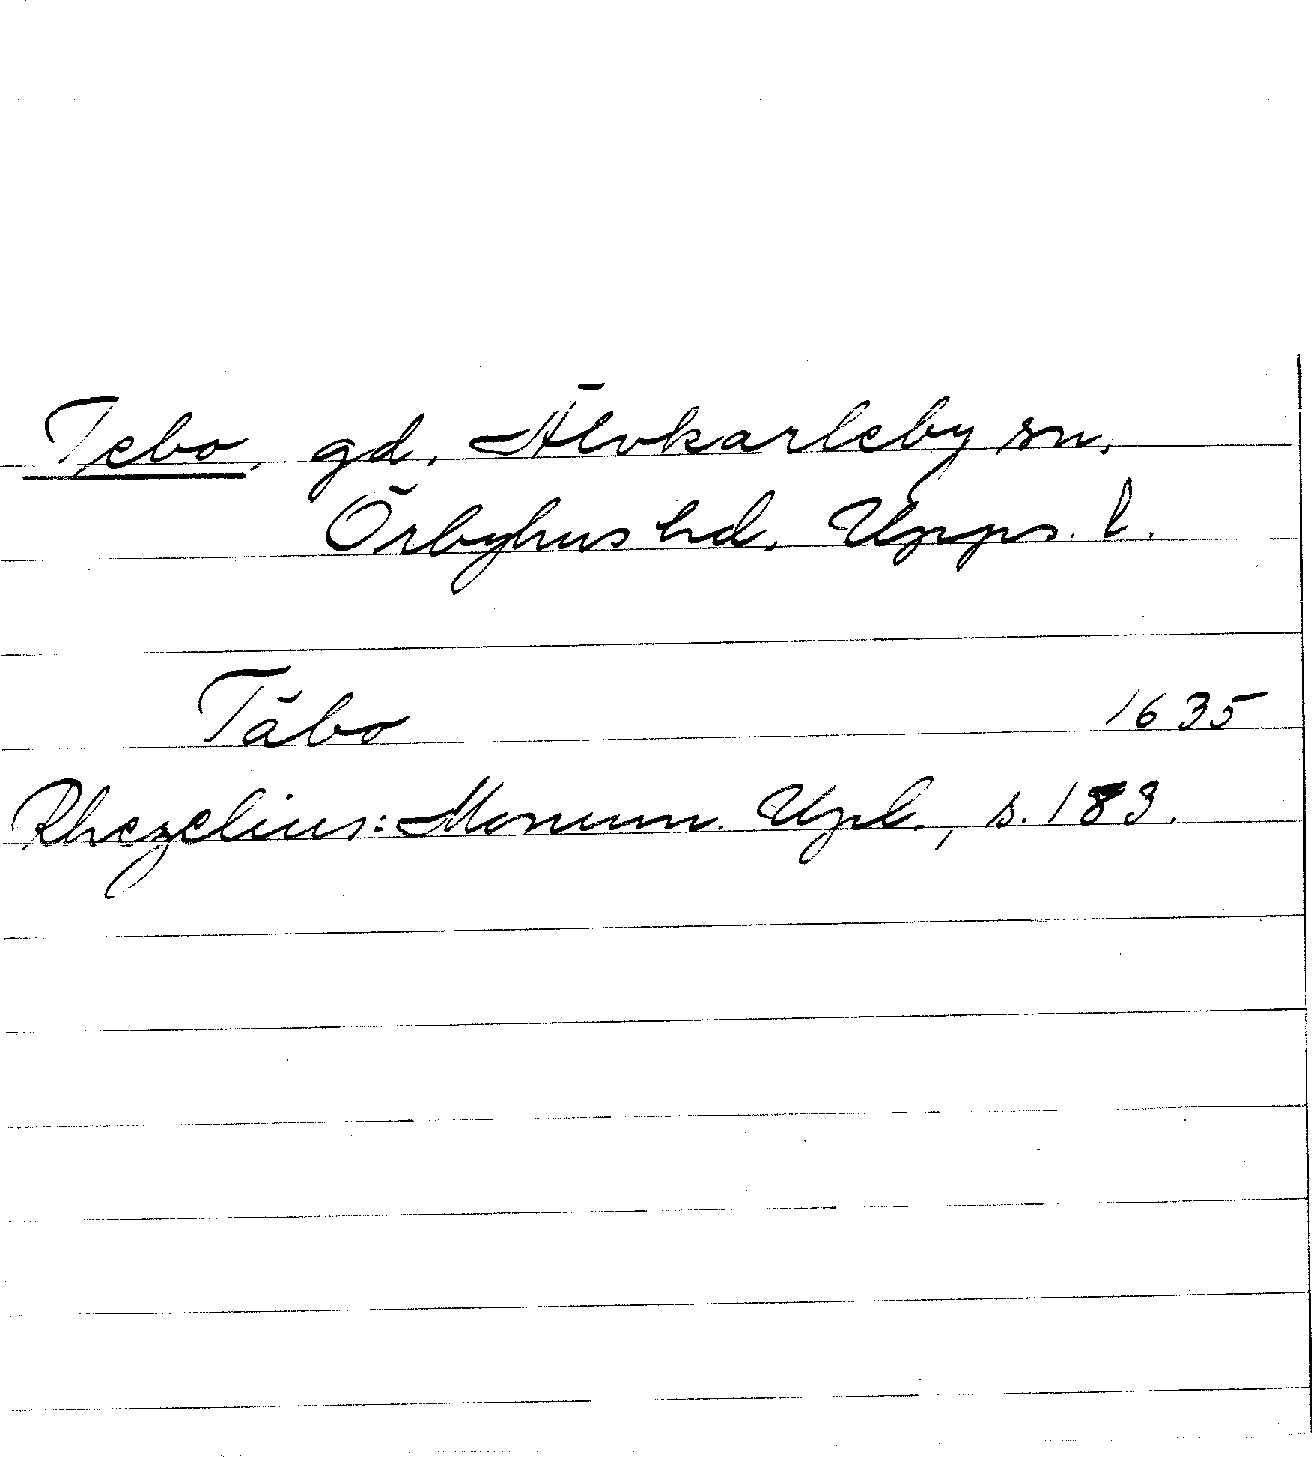 Tebo, gd, Älvkarleby sn,
Örbyhus hd, Upps. l.
Täbo 1635
Rhezelius: Monum. Upl., s. 183.